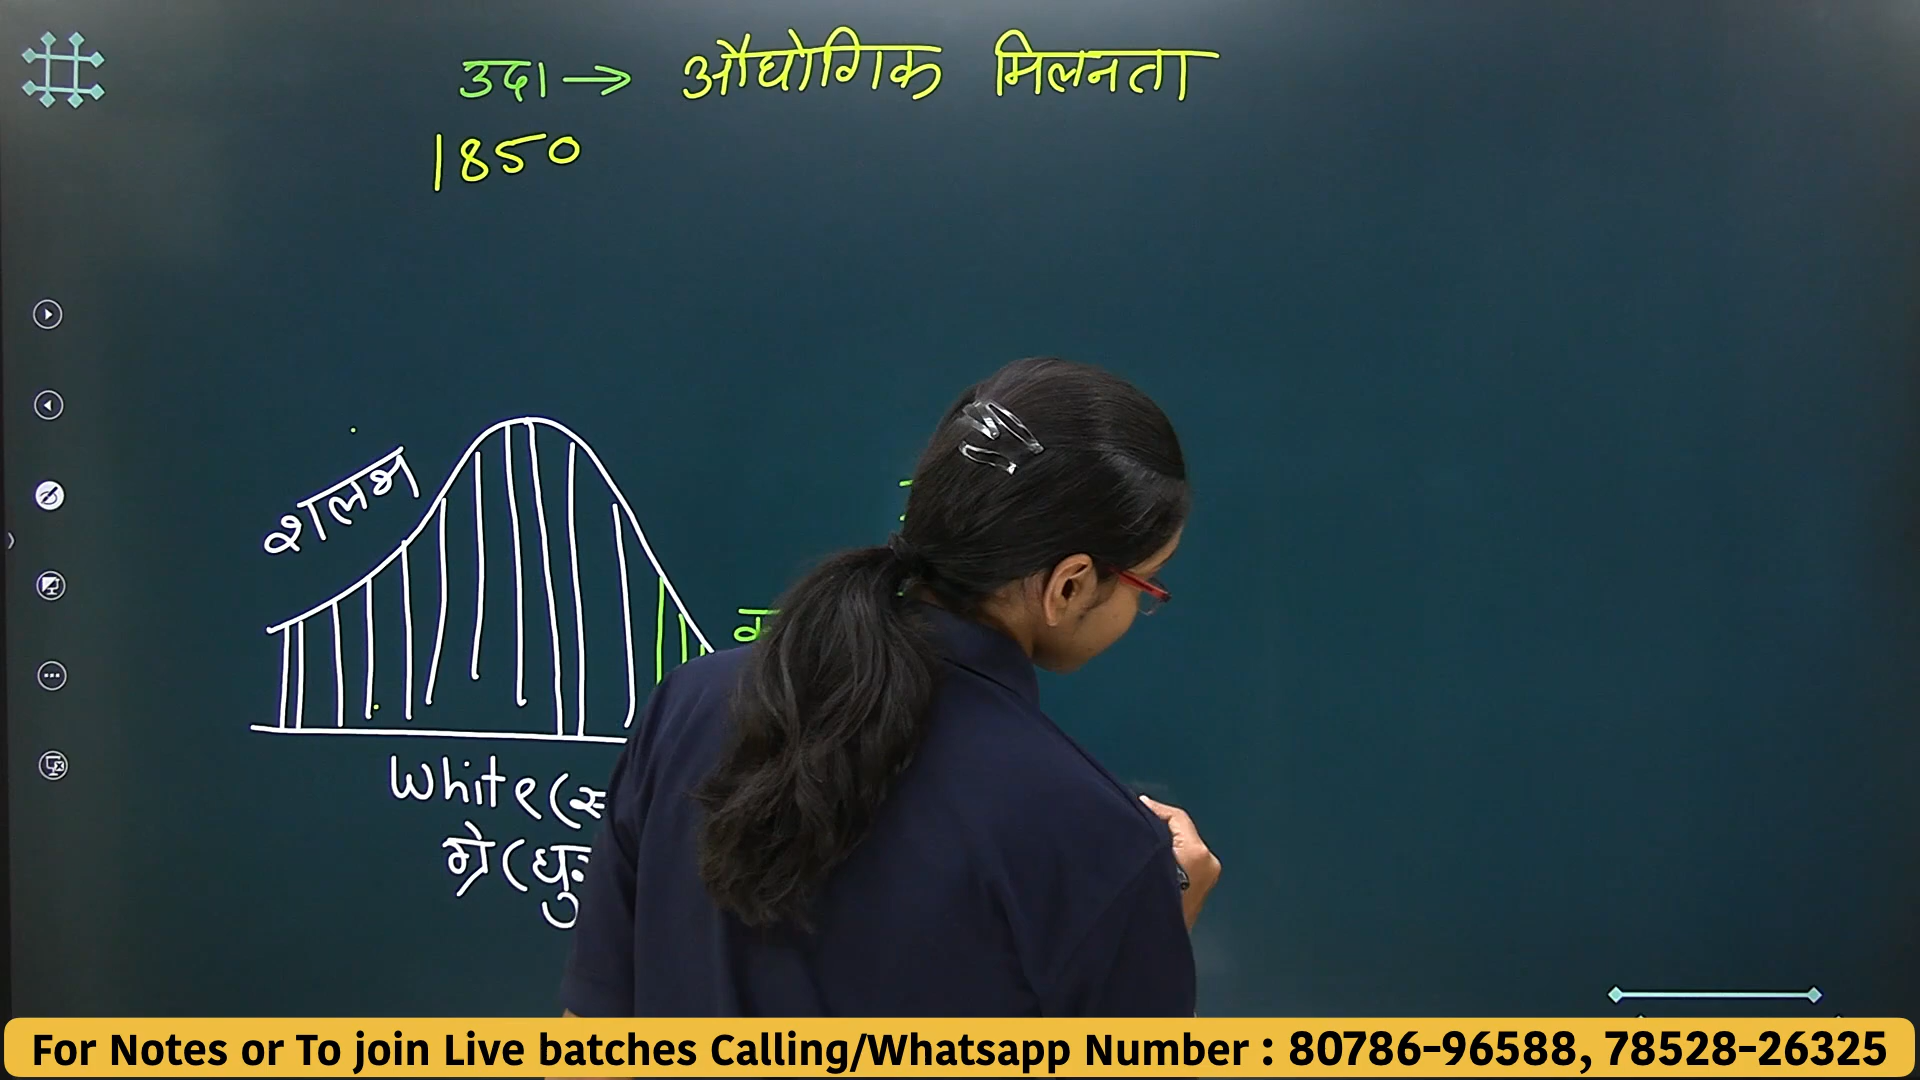 उदा→ औद्योगिक मिलनता
1850
शलभ
White(
ग्रे(
For Notes or To join Live batches Calling/Whatsapp Number : 80786-96588, 78528-26325